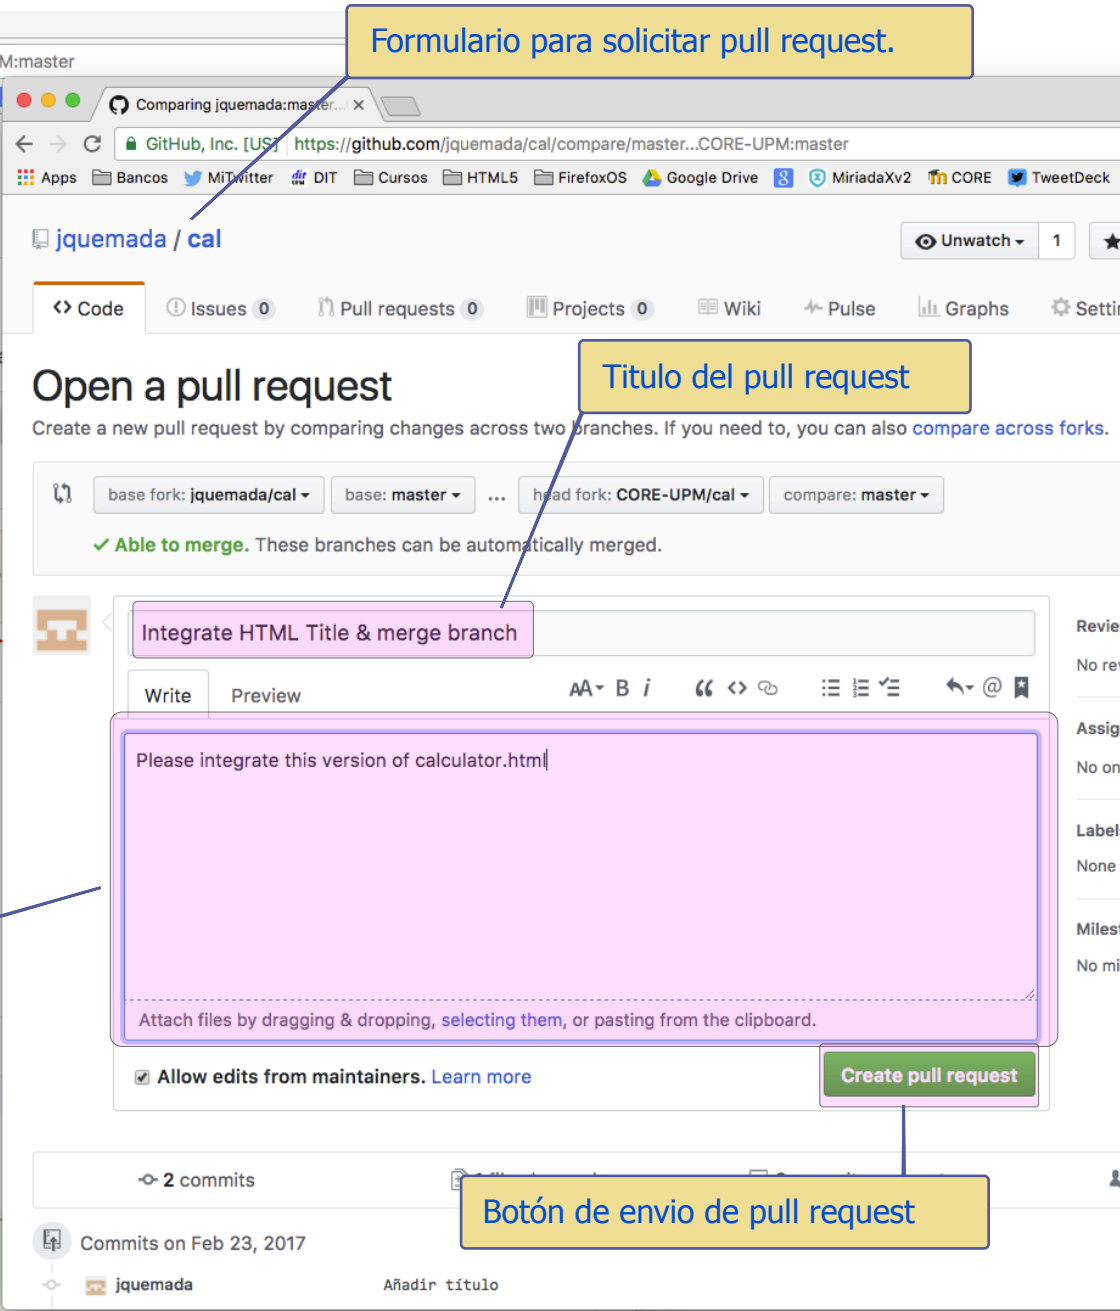 Formulario para solicitar pull request.
M:master
Comparing jquemada:master...
GitHub, Inc. [US] https://github.com/jquemada/cal/compare/master...CORE-UPM:master
Apps Bancos MiTwitter dit DIT Cursos HTML5 FirefoxOS Google Drive 8 MiriadaXv2 CORE TweetDeck
jquemada / cal
Unwatch 1
Code Issues 0 Pull requests 0 Projects 0 Wiki Pulse Graphs
Titulo del pull request
Open a pull request
Create a new pull request by comparing changes across two branches. If you need to, you can also compare across forks.
base fork: jquemada/cal base: master ... head fork: CORE-UPM/cal compare: master
Able to merge. These branches can be automatically merged.
Integrate HTML Title & merge branch
Write Preview AA B i @
Please integrate this version of calculator.html
No
None
No
Attach files by dragging & dropping, selecting them, or pasting from the clipboard.
Allow edits from maintainers. Learn more
Create pull request
2 commits
Botón de envio de pull request
Commits on Feb 23, 2017
jquemada Añadir título